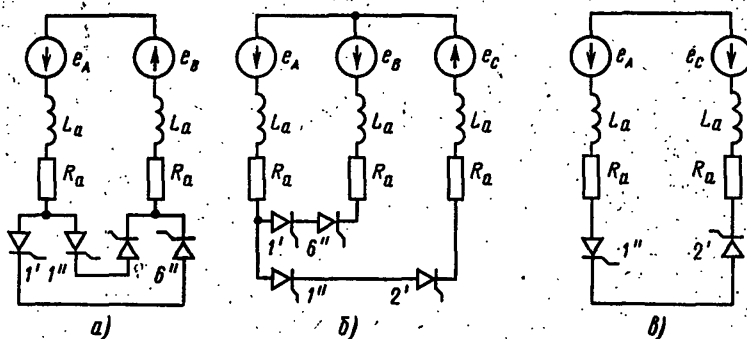 e_A e_B e_A e_B e_C e_A e_C
L_a L_a L_a L_a L_a L_a L_a
R_a R_a R_a R_a R_a R_a R_a
1' 1" 6" 1' 6" 1" 2' 1" 2'
а) б) в)